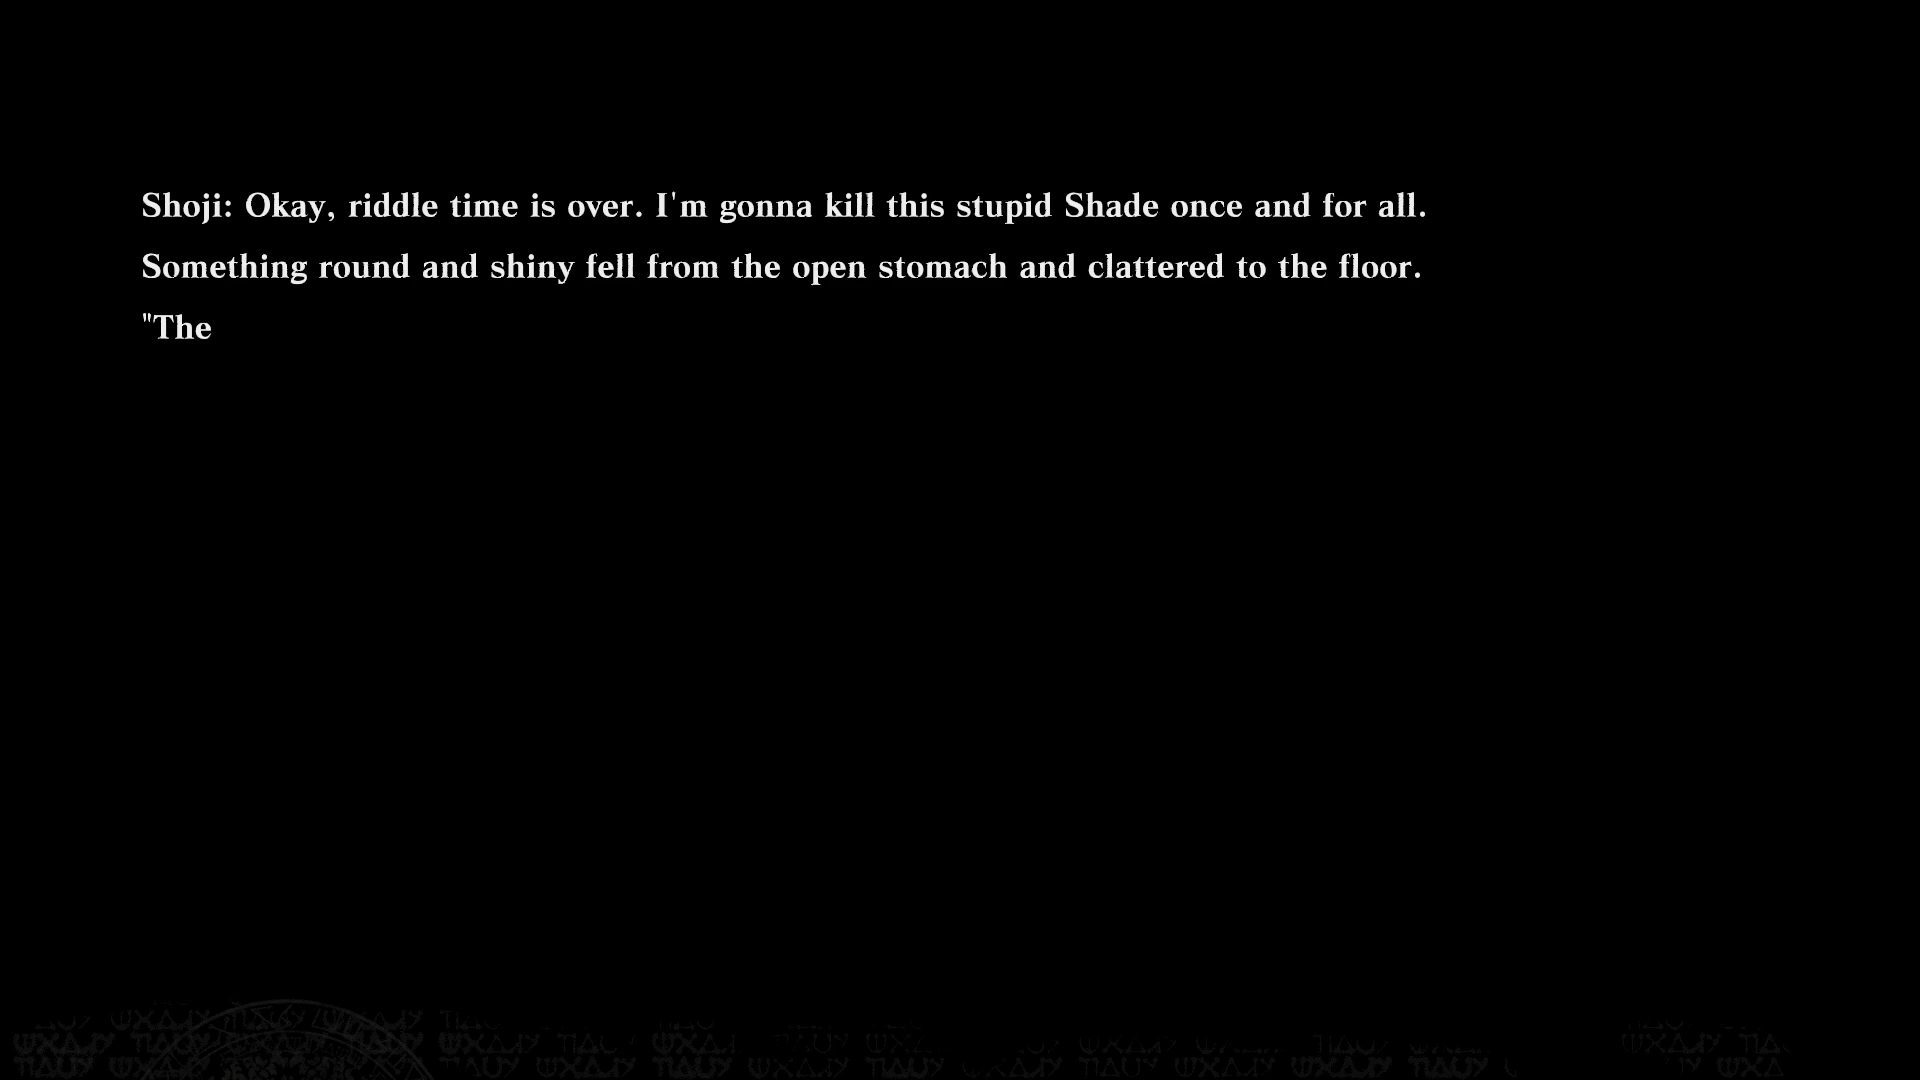 Shoji: Okay, riddle time is over. I'm gonna kill this stupid Shade once and for all.
Something round and shiny fell from the open stomach and clattered to the floor.
"The